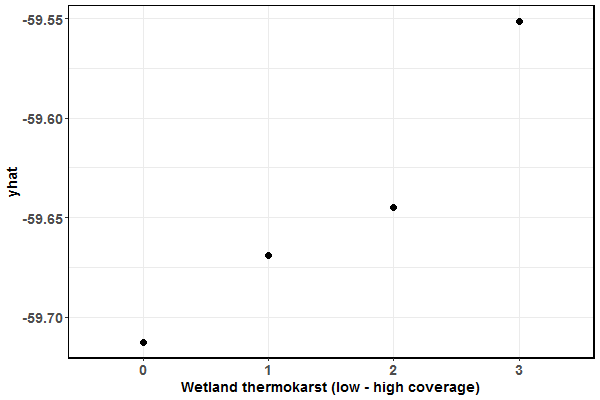 -59.55
-59.60
-59.65
-59.70
yhat
0 1 2 3
Wetland thermokarst (low - high coverage)